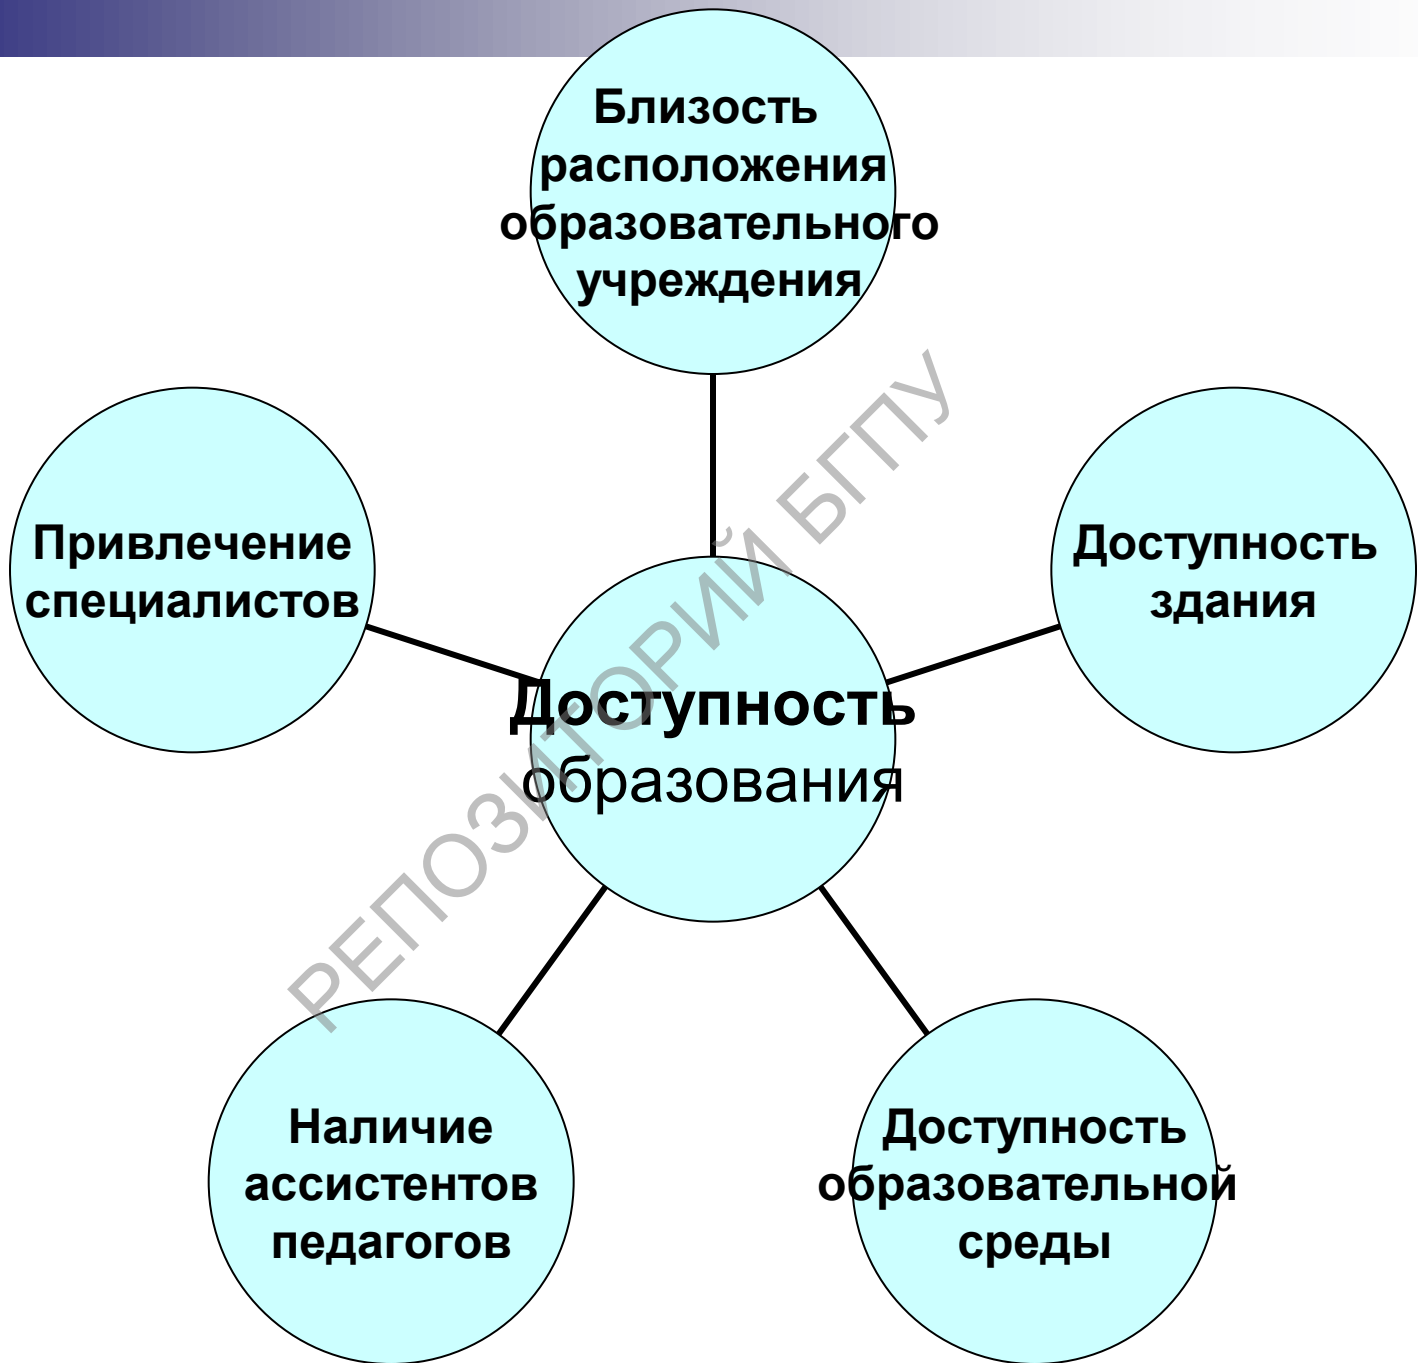 Близость
расположения
образовательного
учреждения
Привлечение
специалистов
Доступность
здания
Доступность
образования
Наличие
ассистентов
педагогов
Доступность
образовательной
среды
РЕПОЗИТОРИЙ БГПУ